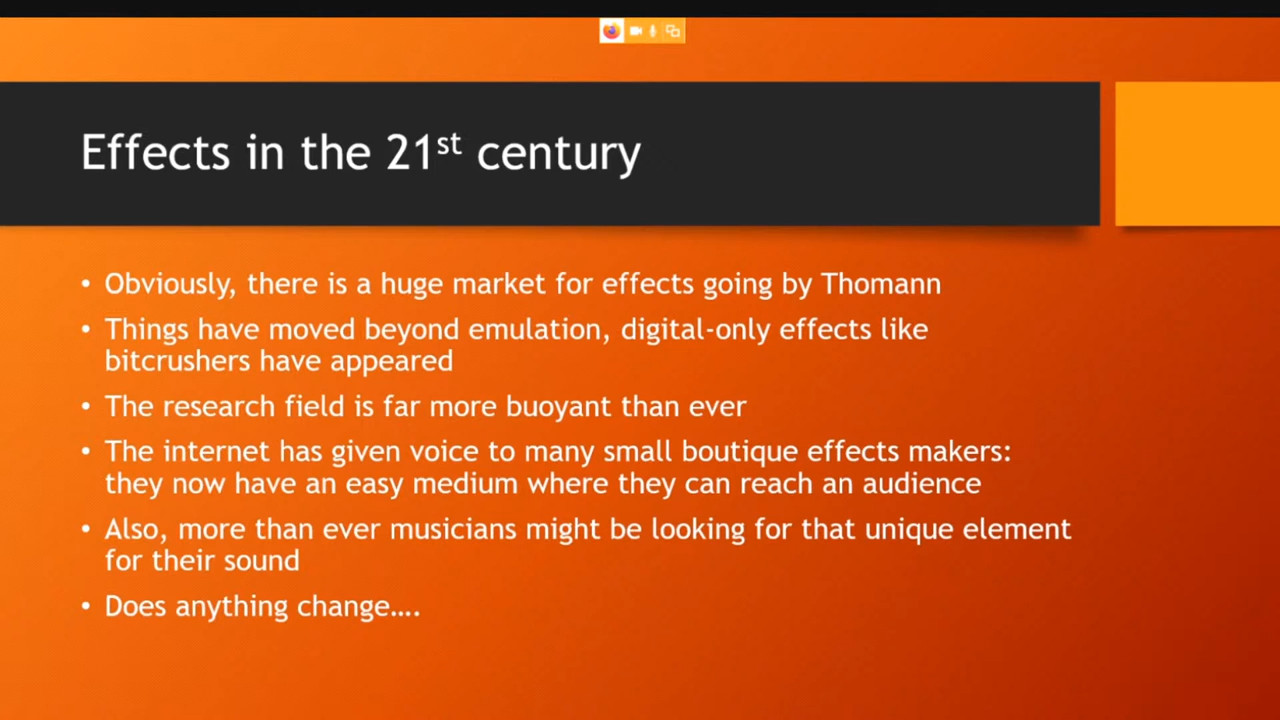 Effects in the 21st century
• Obviously, there is a huge market for effects going by Thomann
• Things have moved beyond emulation, digital-only effects like
bitcrushers have appeared
• The research field is far more buoyant than ever
• The internet has given voice to many small boutique effects makers:
they now have an easy medium where they can reach an audience
• Also, more than ever musicians might be looking for that unique element
for their sound
• Does anything change....